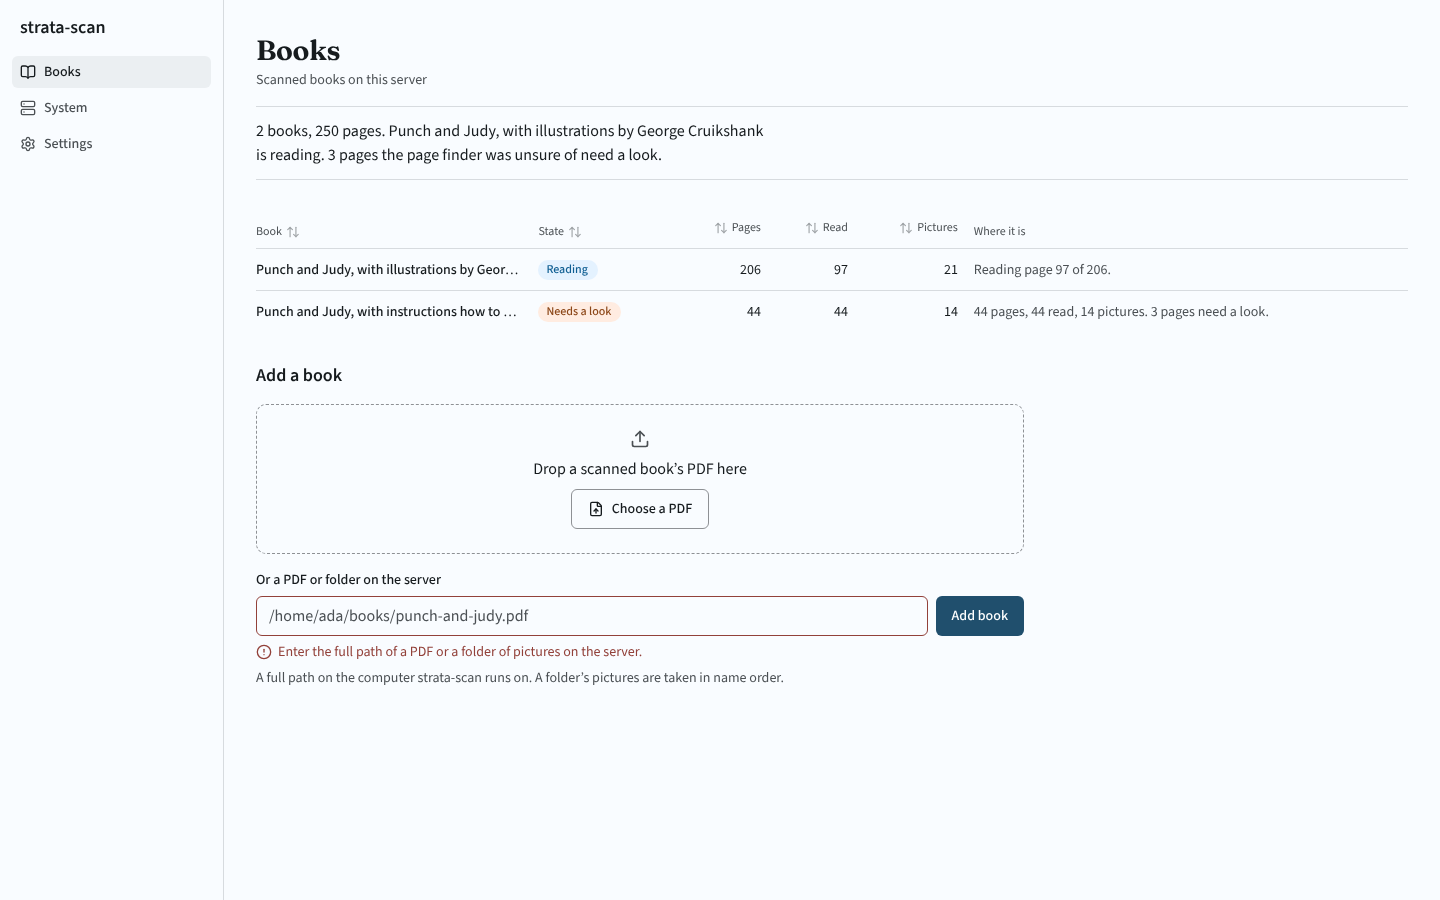 strata-scan
Books
System
Settings
Books
Scanned books on this server
2 books, 250 pages. Punch and Judy, with illustrations by George Cruikshank
is reading. 3 pages the page finder was unsure of need a look.
Book State Pages Read Pictures Where it is
Punch and Judy, with illustrations by Geor… Reading 206 97 21 Reading page 97 of 206.
Punch and Judy, with instructions how to … Needs a look 44 44 14 44 pages, 44 read, 14 pictures. 3 pages need a look.
Add a book
Drop a scanned book’s PDF here
Choose a PDF
Or a PDF or folder on the server
/home/ada/books/punch-and-judy.pdf Add book
Enter the full path of a PDF or a folder of pictures on the server.
A full path on the computer strata-scan runs on. A folder’s pictures are taken in name order.